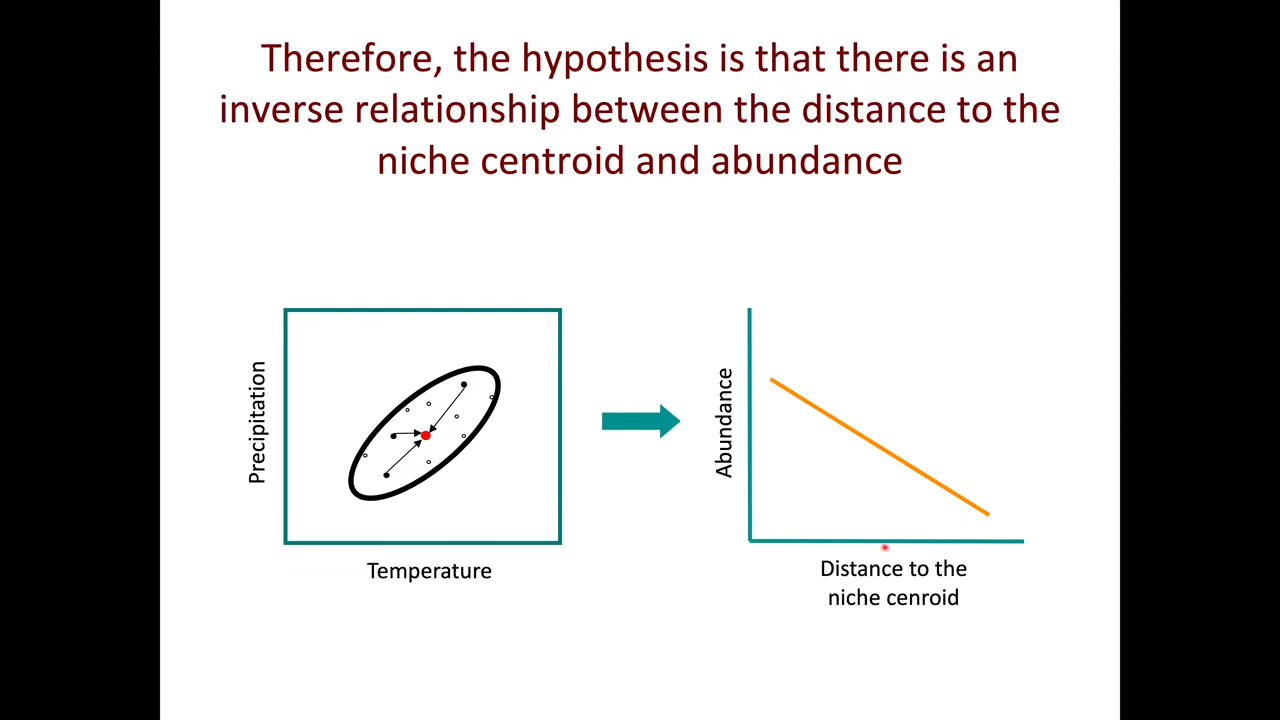 Therefore, the hypothesis is that there is an
inverse relationship between the distance to the
niche centroid and abundance
Precipitation
Temperature
Abundance
Distance to the
niche cenroid